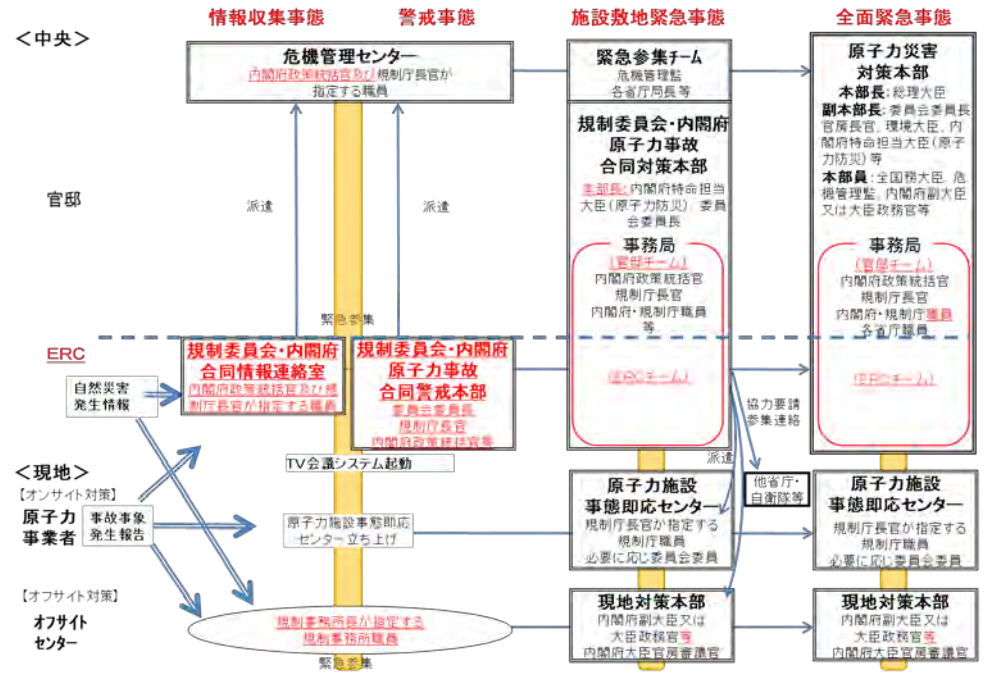 情報収集事態
警戒事態
施設敷地緊急事態
全面緊急事態
<中央>
危機管理センター
内閣府政策統括官及び規制庁長官が
指定する職員
緊急参集チーム
危機管理監
各省庁局長等
原子力災害
対策本部
本部長:総理大臣
副本部長:委員会委員長
官房長官、環境大臣、内
閣府特命担当大臣(原子
力防災)等
本部員:全国務大臣、危
機管理監、内閣府副大臣
又は大臣政務官等
規制委員会・内閣府
原子力事故
合同対策本部
本部長:内閣府特命担当
大臣(原子力防災) 委員
会委員長
官邸
派遣
派遣
事務局
(官邸チーム)
内閣府政策統括官
規制庁長官
内閣府・規制庁職員
等
事務局
(官邸チーム)
内閣府政策統括官
規制庁長官
内閣府・規制庁職員
各省庁職員
緊急参集
ERC
規制委員会・内閣府
合同情報連絡室
内閣府政策統括官及び規
制庁長官が指定する職員
規制委員会・内閣府
原子力事故
合同警戒本部
委員会委員長
規制庁長官
内閣府政策統括官等
(ERCチーム)
(ERCチーム)
自然災害
発生情報
協力要請
参集連絡
派遣
TV会議システム起動
<現地>
【オンサイト対策】
原子力
事業者
事故事象
発生報告
原子力施設事態即応
センター立ち上げ
原子力施設
事態即応センター
規制庁長官が指定する
規制庁職員
必要に応じ委員会委員
他省庁・
自衛隊等
原子力施設
事態即応センター
規制庁長官が指定する
規制庁職員
必要に応じ委員会委員
【オフサイト対策】
オフサイト
センター
規制事務所長が指定する
規制事務所職員
緊急参集
現地対策本部
内閣府副大臣又は
大臣政務官等
内閣府大臣官房審議官
現地対策本部
内閣府副大臣又は
大臣政務官等
内閣府大臣官房審議官